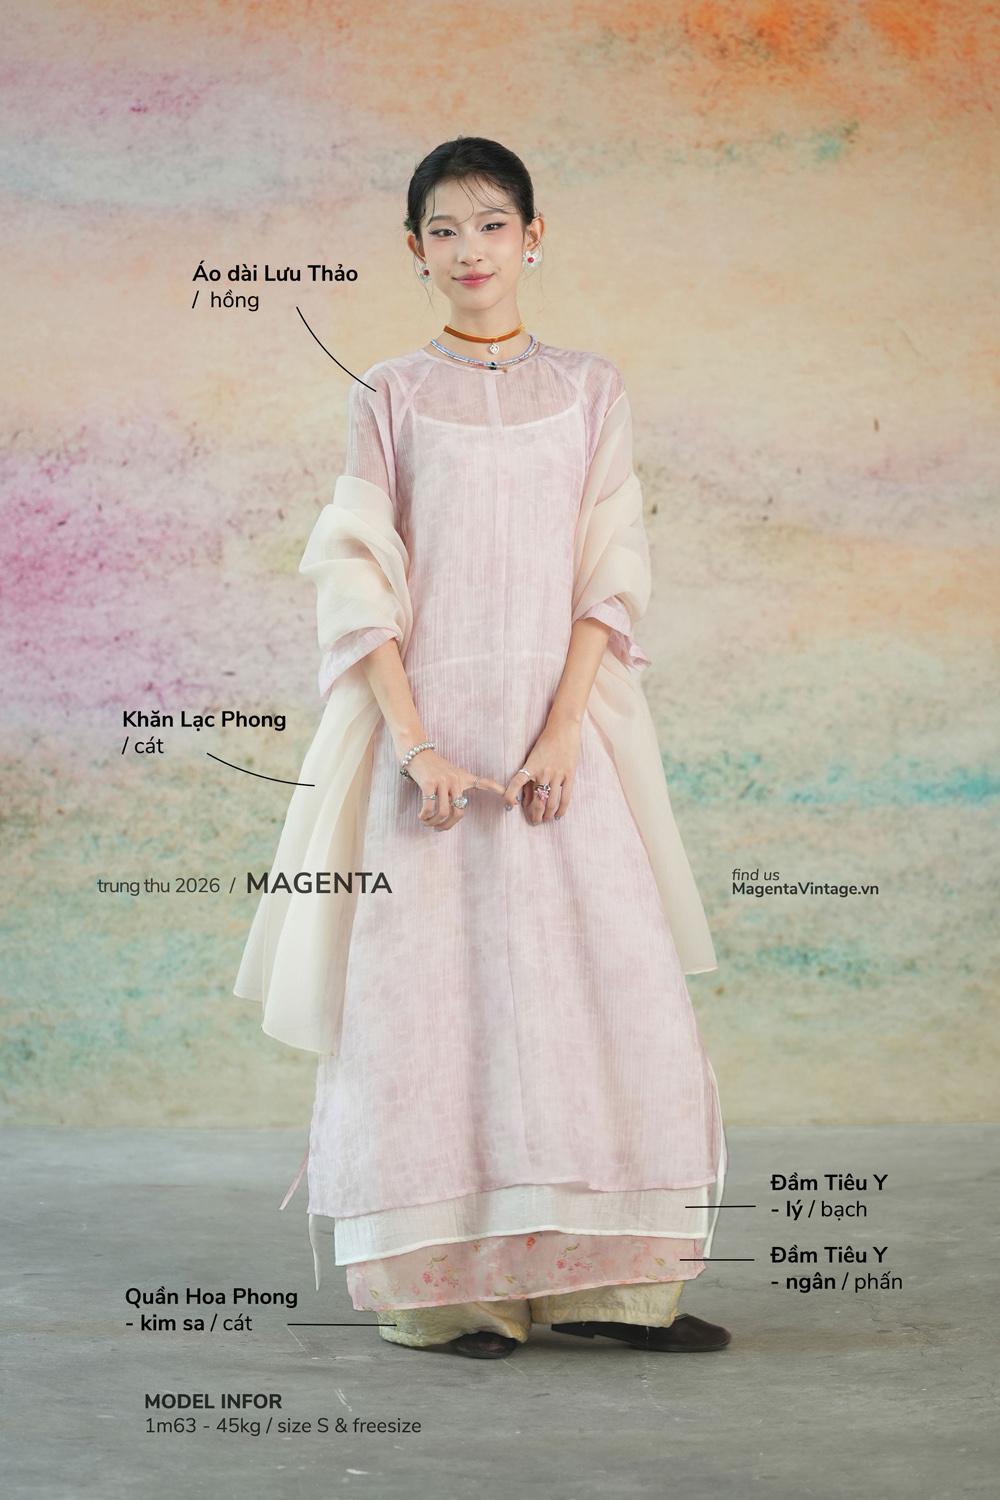 Áo dài Lưu Thảo
/ hồng
Khăn Lạc Phong
/ cát
trung thu 2026 / MAGENTA
find us
MagentaVintage.vn
Đầm Tiêu Y
- lý / bạch
Đầm Tiêu Y
- ngân / phấn
Quần Hoa Phong
- kim sa / cát
MODEL INFOR
1m63 - 45kg / size S & freesize